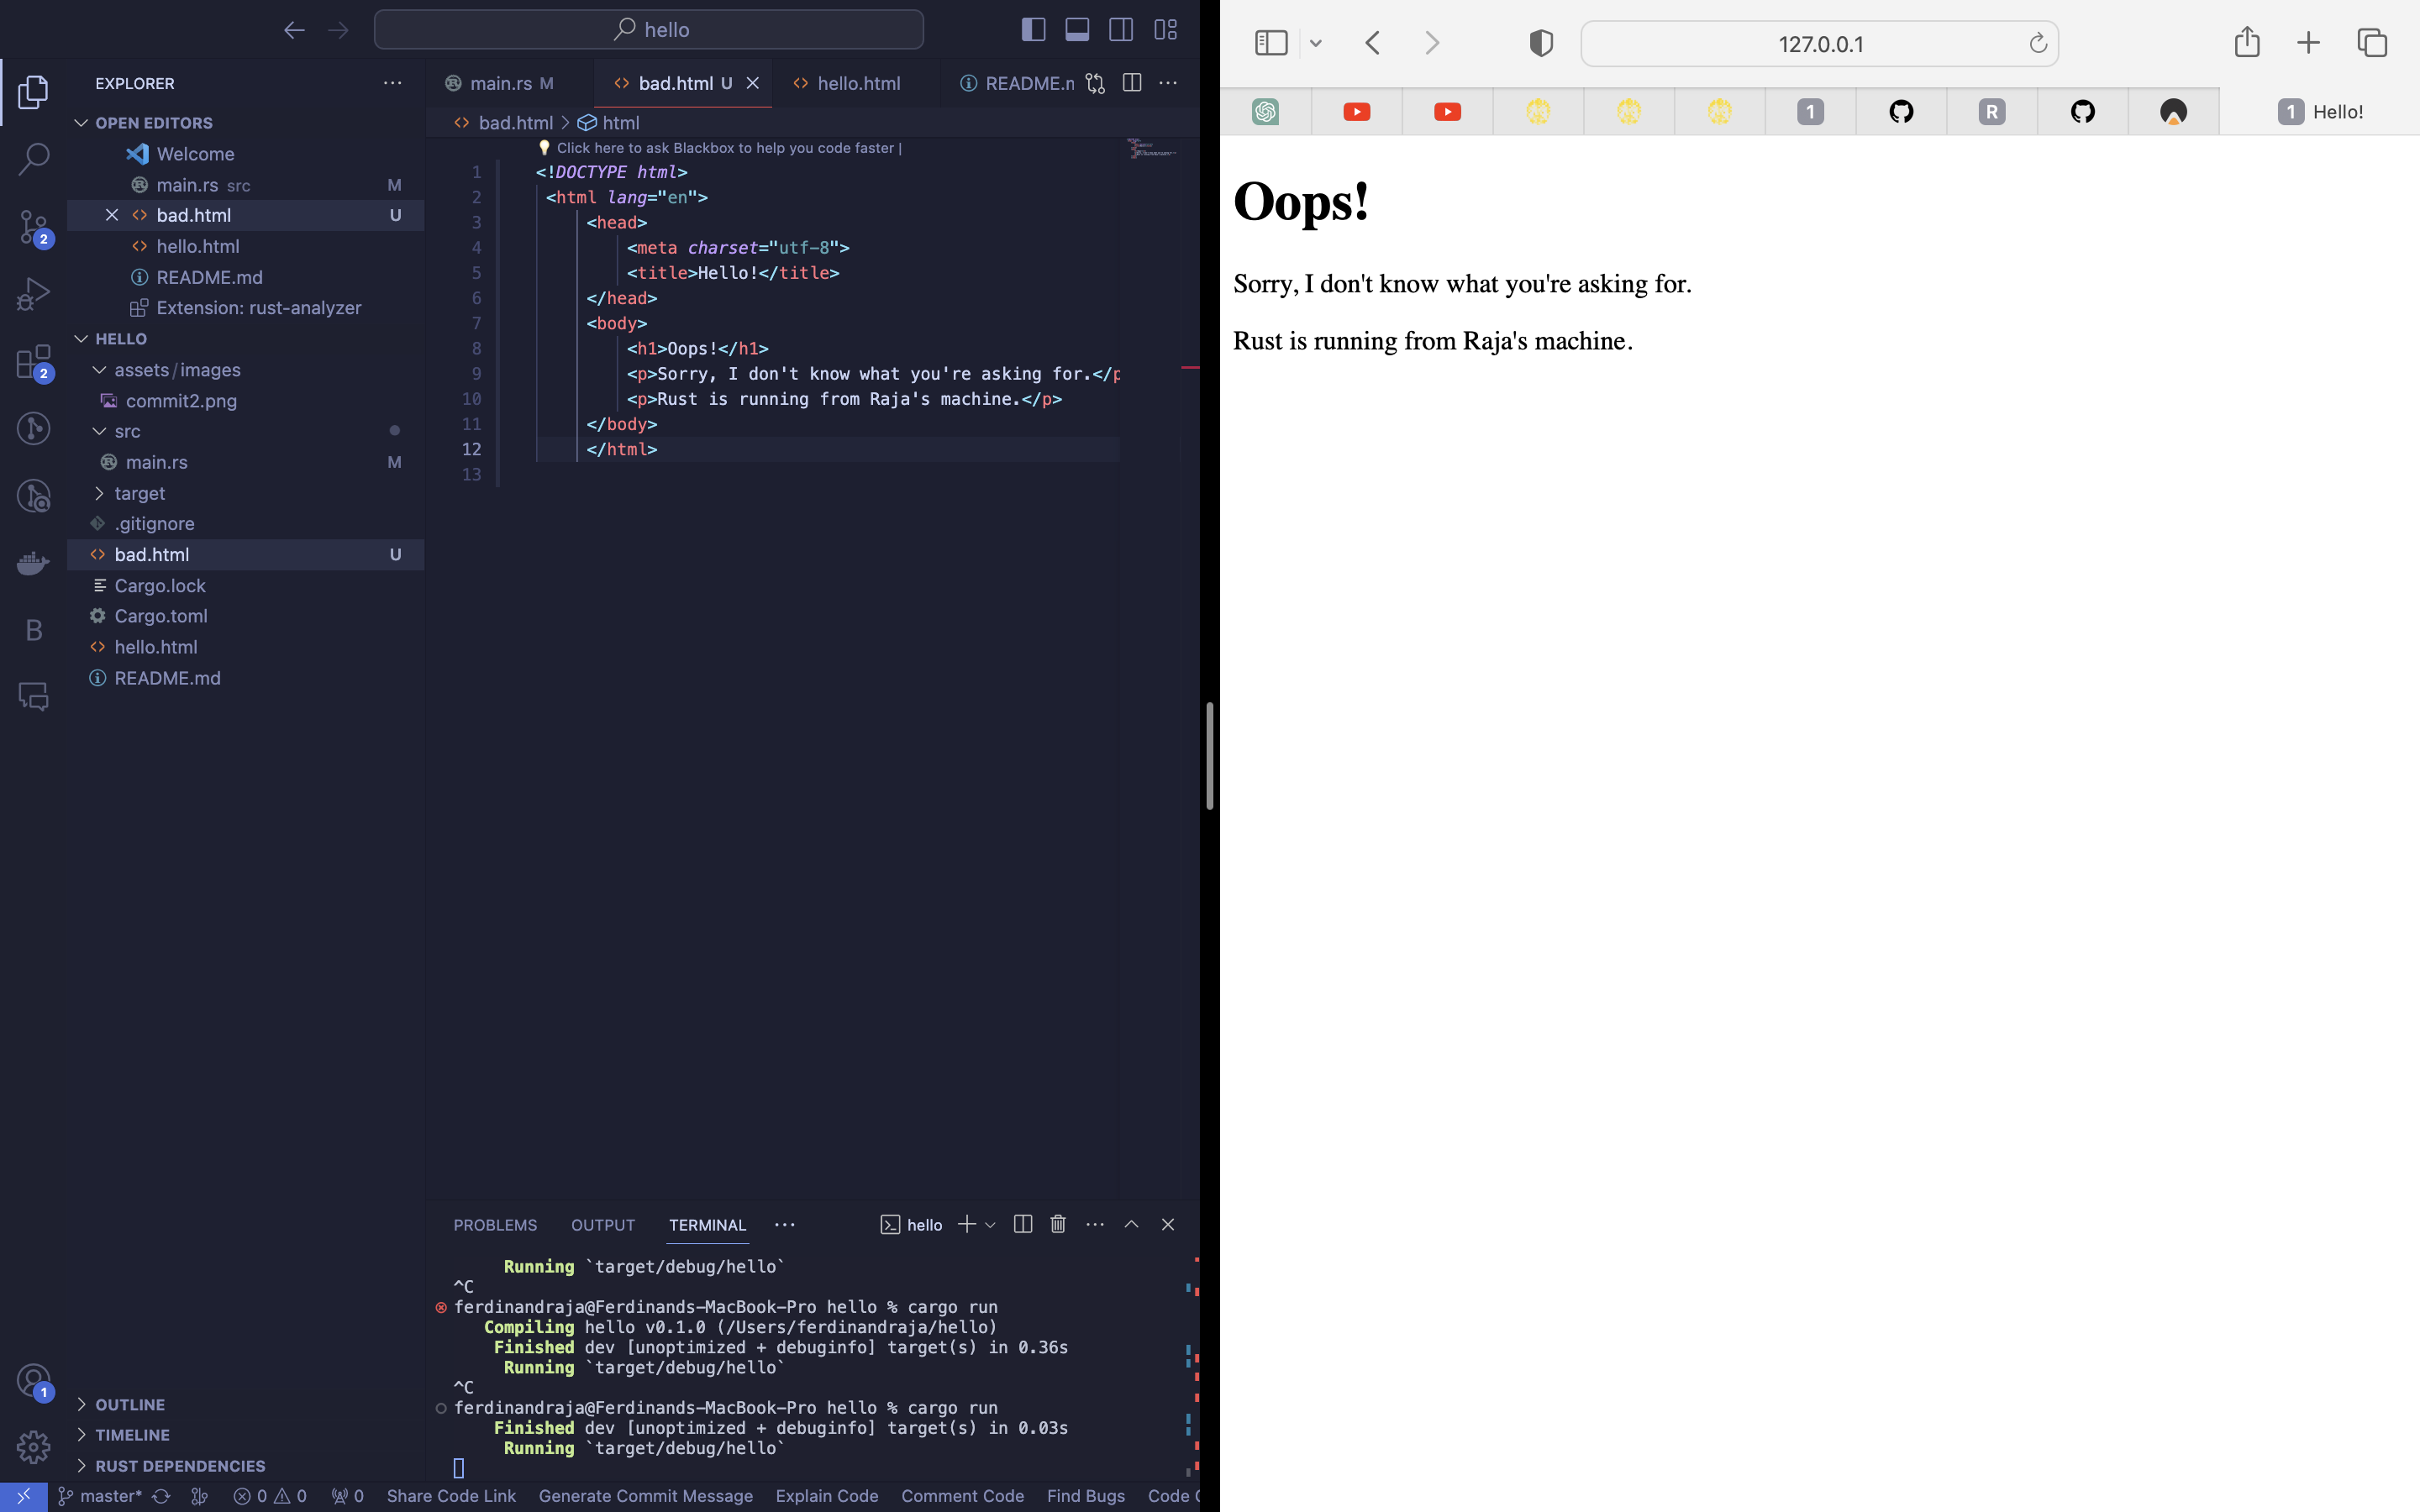 hello
EXPLORER
OPEN EDITORS
Welcome
main.rs src M
bad.html U
hello.html
README.md
Extension: rust-analyzer
HELLO
assets/images
commit2.png
src
main.rs M
target
.gitignore
bad.html U
Cargo.lock
Cargo.toml
hello.html
README.md
OUTLINE
TIMELINE
RUST DEPENDENCIES
2
2
B
1
main.rs M bad.html U hello.html README.m
bad.html > html
Click here to ask Blackbox to help you code faster |
1 <!DOCTYPE html>
2 <html lang="en">
3 <head>
4 <meta charset="utf-8">
5 <title>Hello!</title>
6 </head>
7 <body>
8 <h1>Oops!</h1>
9 <p>Sorry, I don't know what you're asking for.</p
10 <p>Rust is running from Raja's machine.</p>
11 </body>
12 </html>
13
PROBLEMS OUTPUT TERMINAL hello
Running `target/debug/hello`
^C
ferdinandraja@Ferdinands-MacBook-Pro hello % cargo run
Compiling hello v0.1.0 (/Users/ferdinandraja/hello)
Finished dev [unoptimized + debuginfo] target(s) in 0.36s
Running `target/debug/hello`
^C
ferdinandraja@Ferdinands-MacBook-Pro hello % cargo run
Finished dev [unoptimized + debuginfo] target(s) in 0.03s
Running `target/debug/hello`
master* 0 0 0 Share Code Link Generate Commit Message Explain Code Comment Code Find Bugs Code
127.0.0.1
1 R 1 Hello!
Oops!
Sorry, I don't know what you're asking for.
Rust is running from Raja's machine.